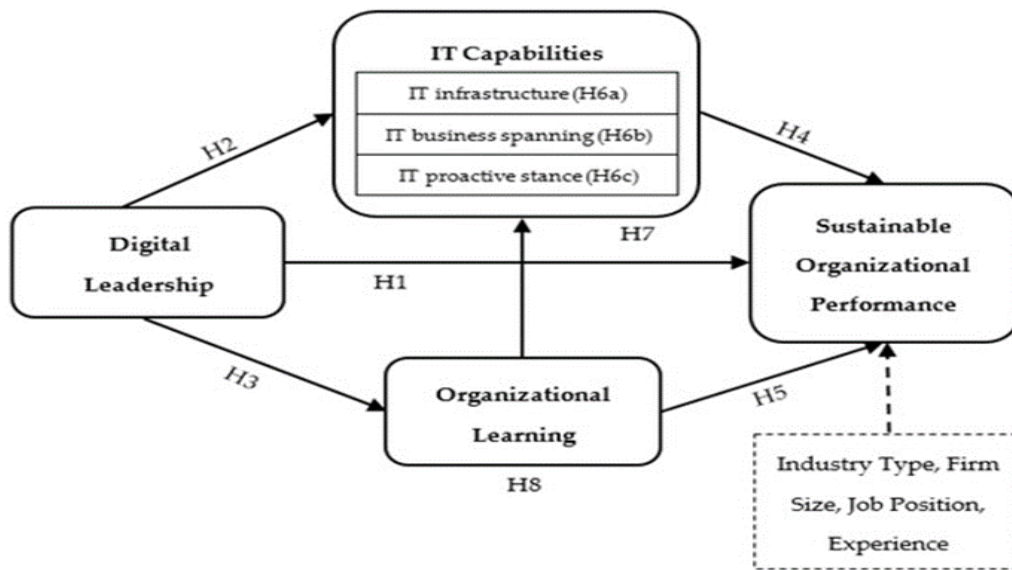 IT Capabilities
IT infrastructure (H6a)
IT business spanning (H6b)
IT proactive stance (H6c)
H2
H4
Digital
Leadership
H7
H1
Sustainable
Organizational
Performance
H3
Organizational
Learning
H5
H8
Industry Type, Firm
Size, Job Position,
Experience